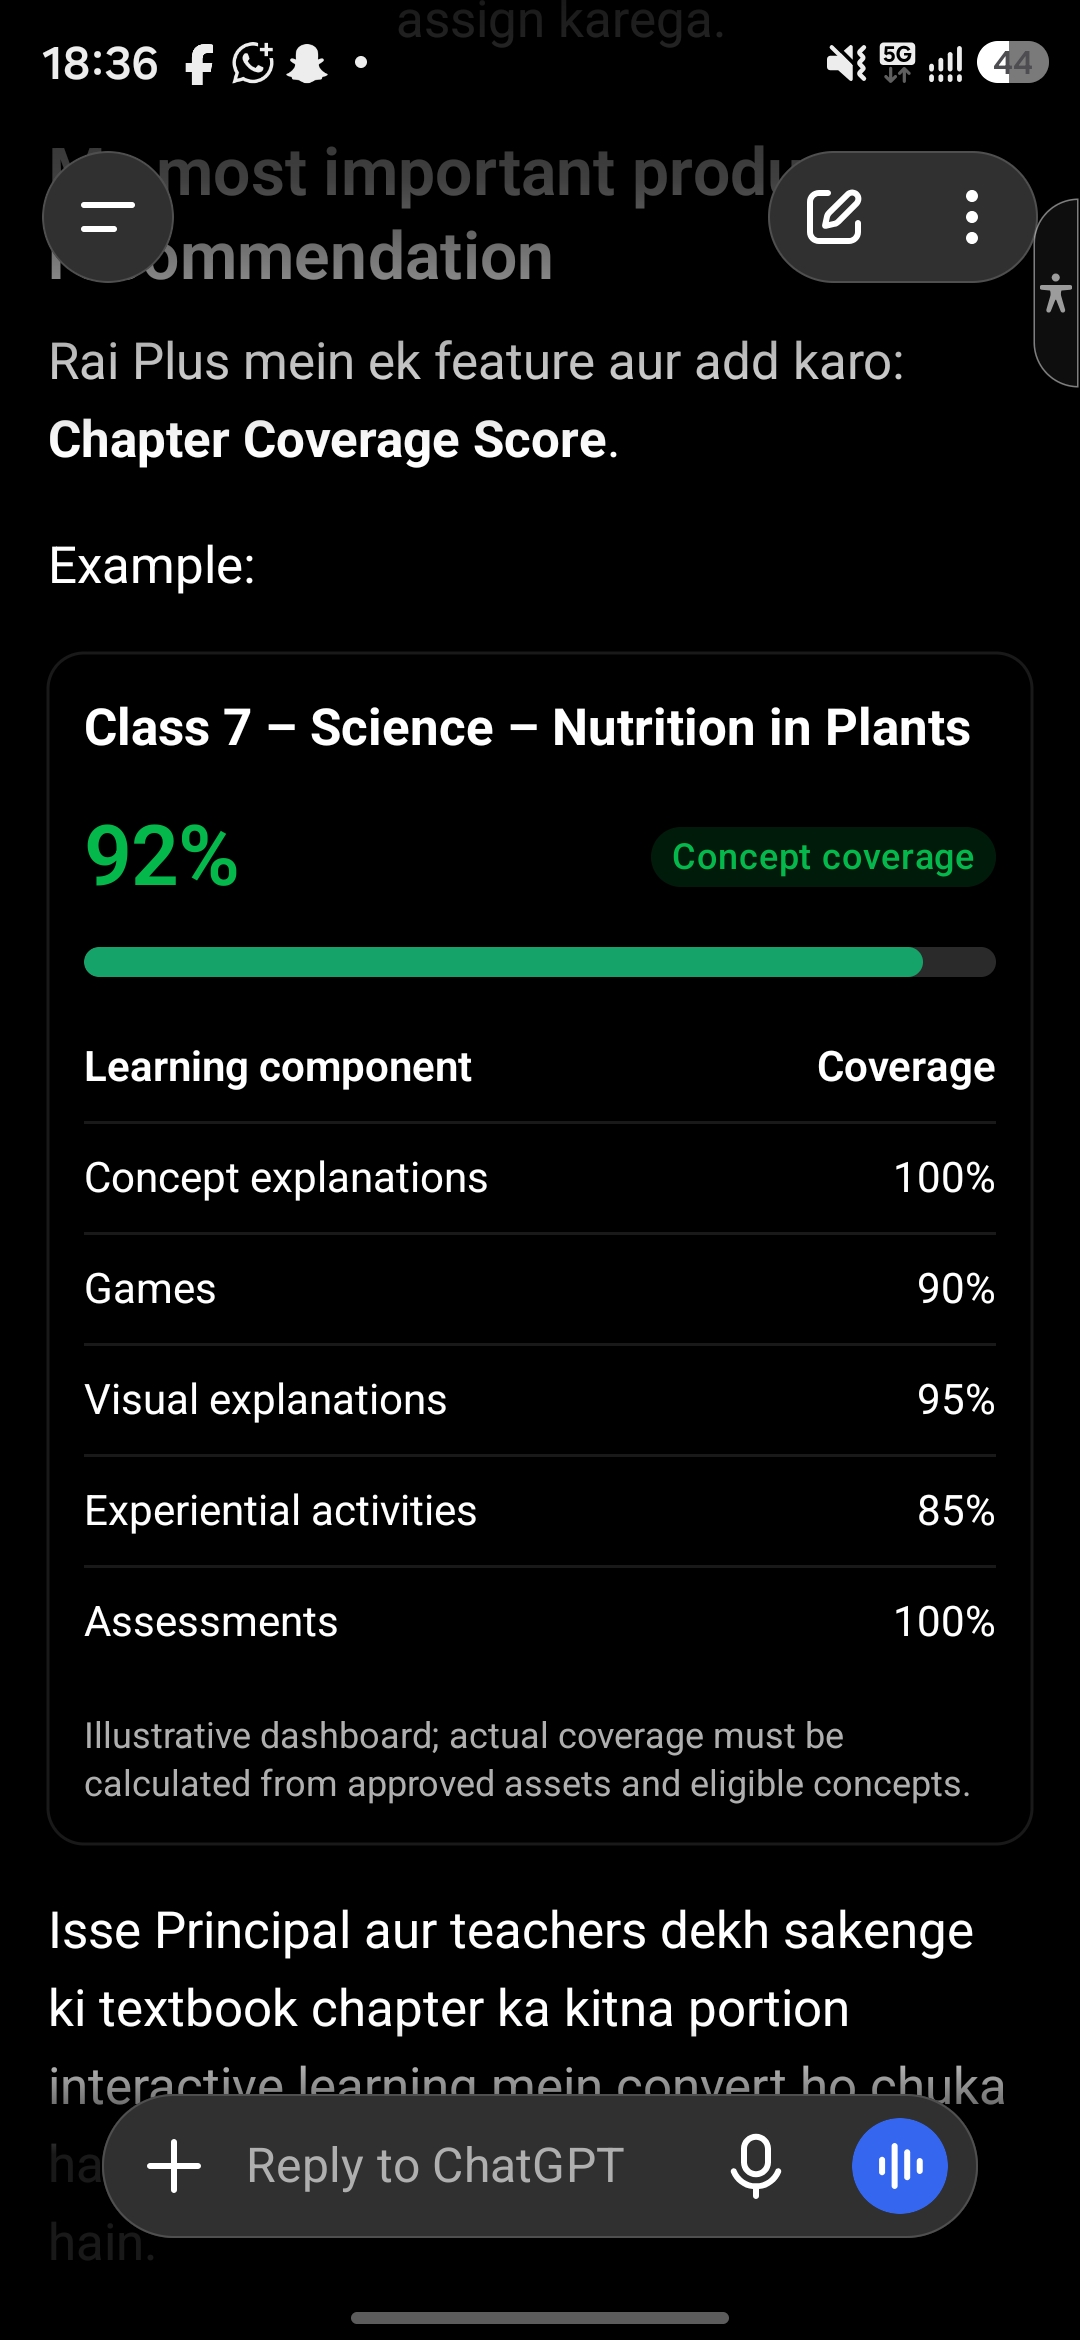 assign karega.
18:36
5G
44
most important
ommendation
Rai Plus mein ek feature aur add karo:
Chapter Coverage Score.
Example:
Class 7 – Science – Nutrition in Plants
92%
Concept coverage
Learning component Coverage
Concept explanations 100%
Games 90%
Visual explanations 95%
Experiential activities 85%
Assessments 100%
Illustrative dashboard; actual coverage must be
calculated from approved assets and eligible concepts.
Isse Principal aur teachers dekh sakenge
ki textbook chapter ka kitna portion
interactive learning mein convert ho chuka
Reply to ChatGPT
hain.